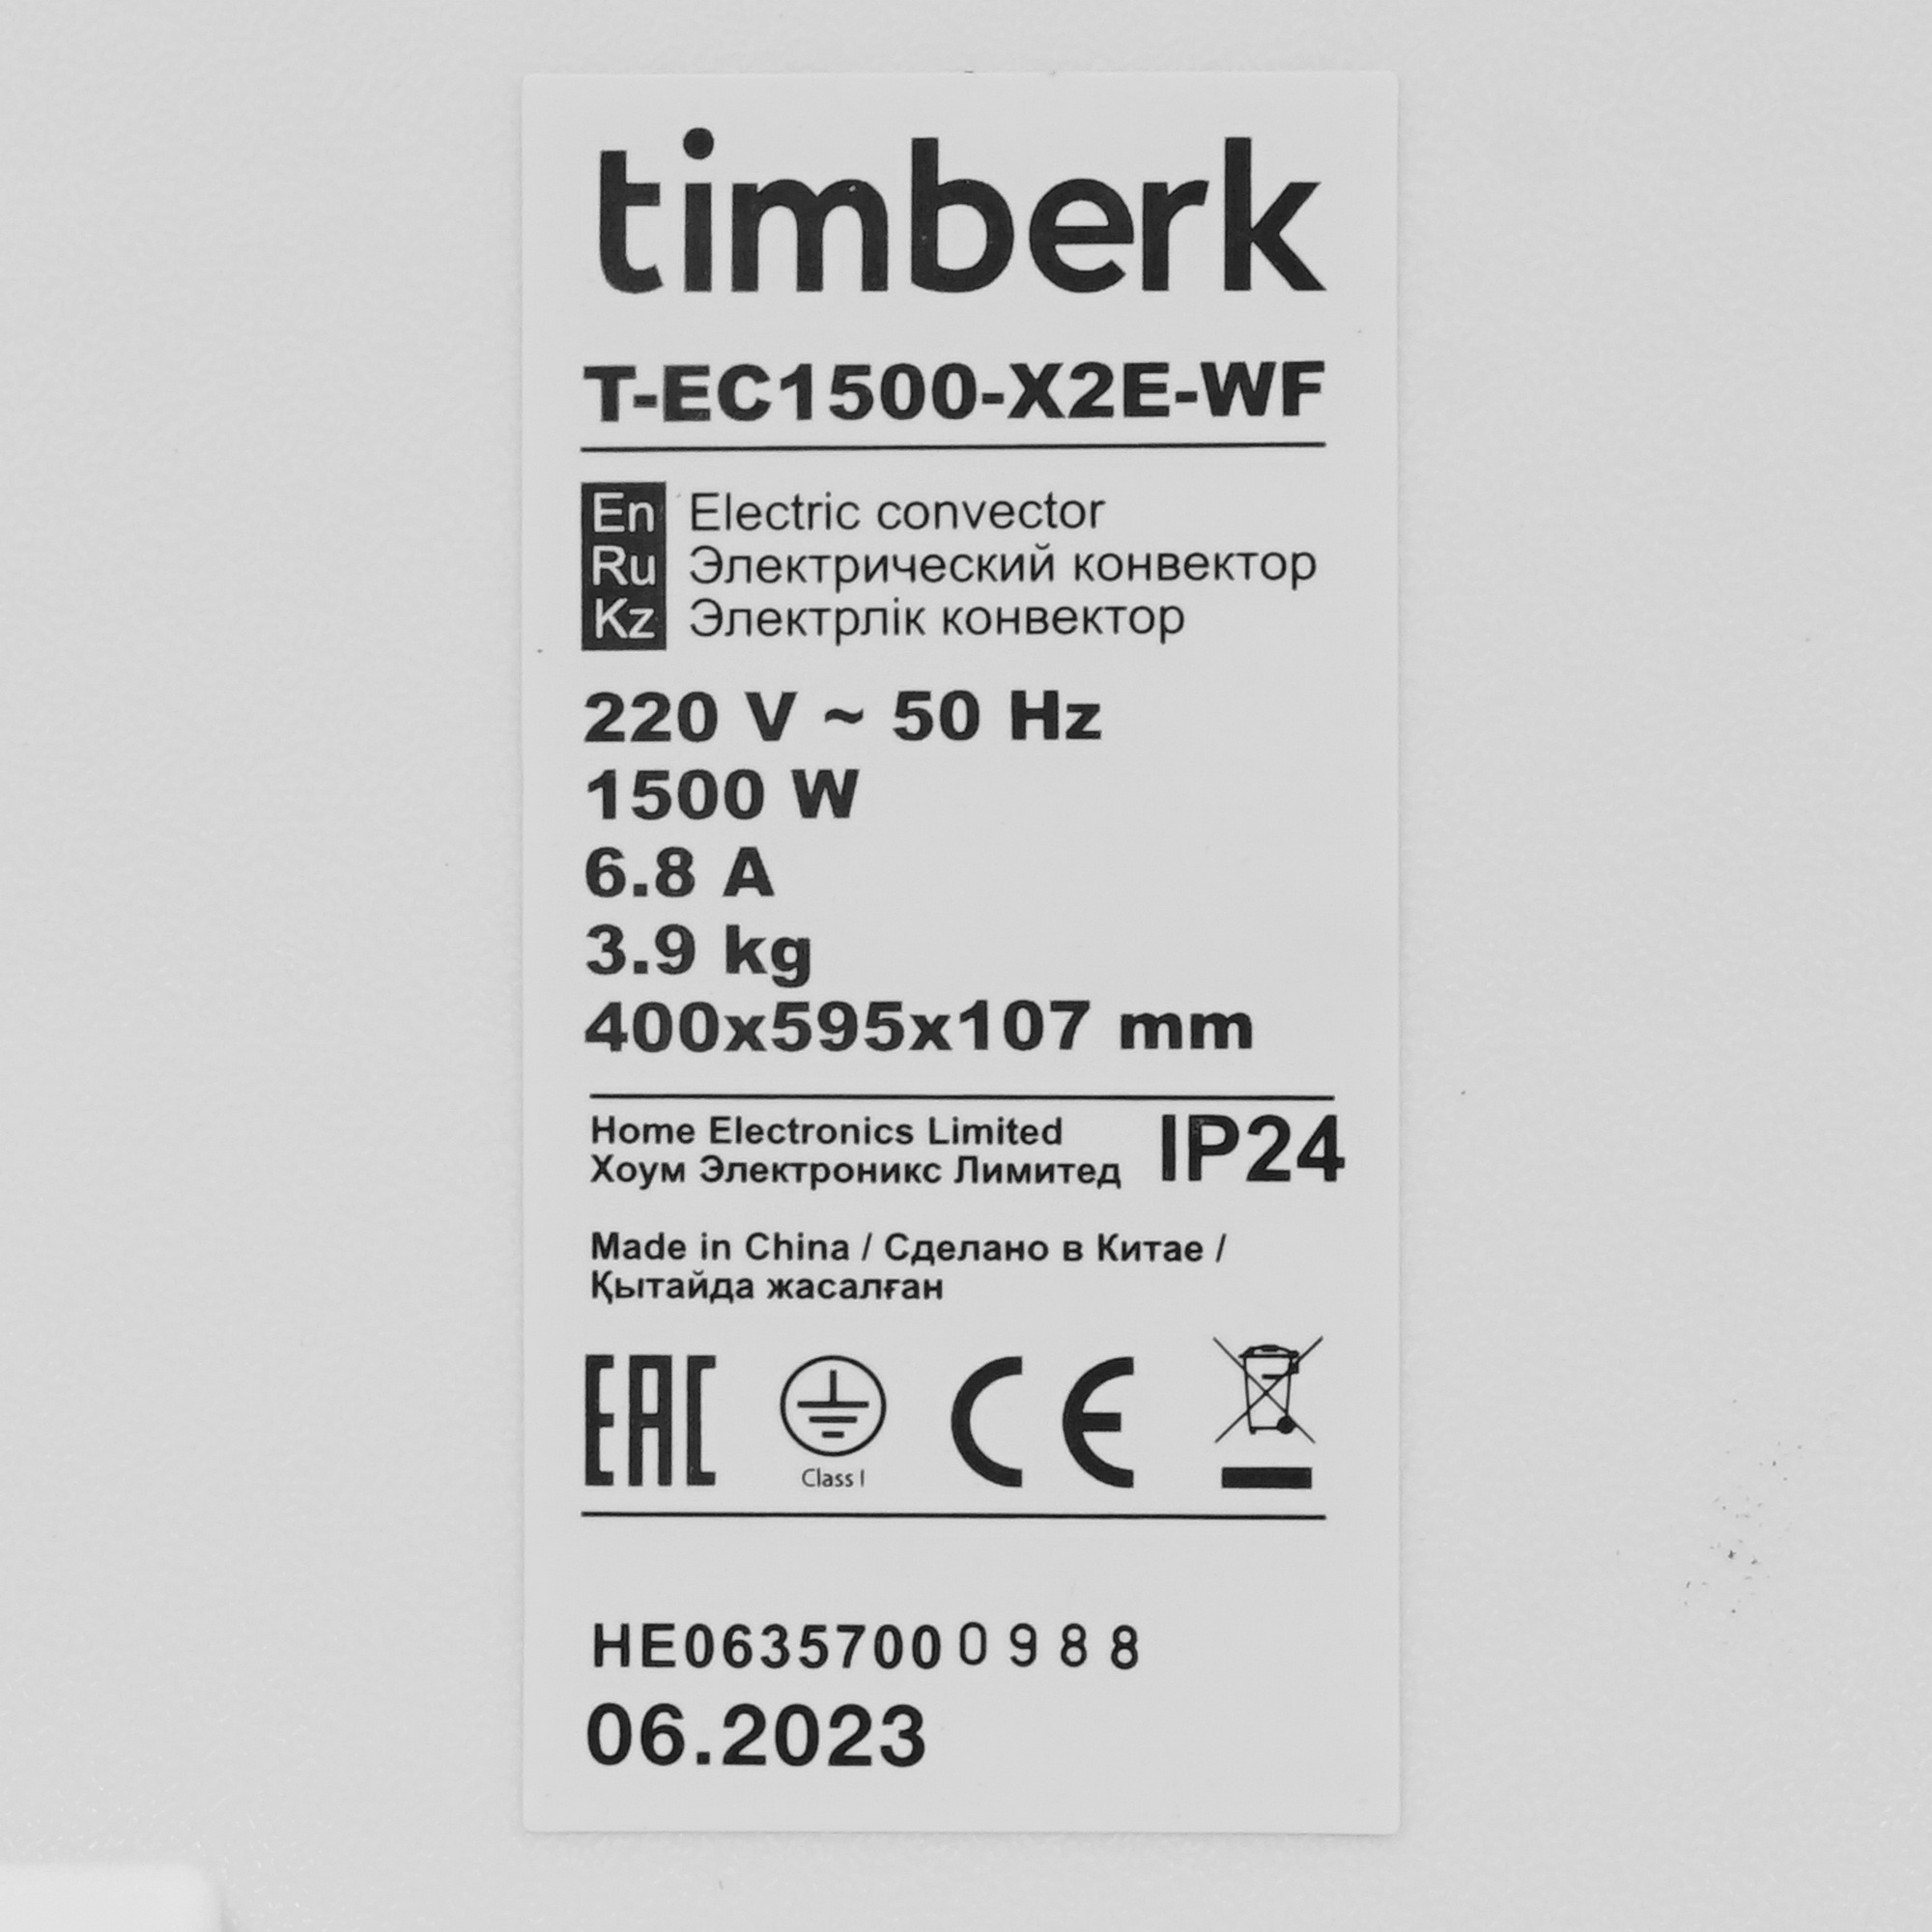 timberk
T-EC1500-X2E-WF
En Electric convector
Ru Электрический конвектор
Kz Электрлік конвектор
220 V ~ 50 Hz
1500 W
6.8 A
3.9 kg
400x595x107 mm
Home Electronics Limited
Хоум Электроникс Лимитед
IP24
Made in China / Сделано в Китае /
Қытайда жасалған
EAC
Class I
CE
HE06357000988
06.2023